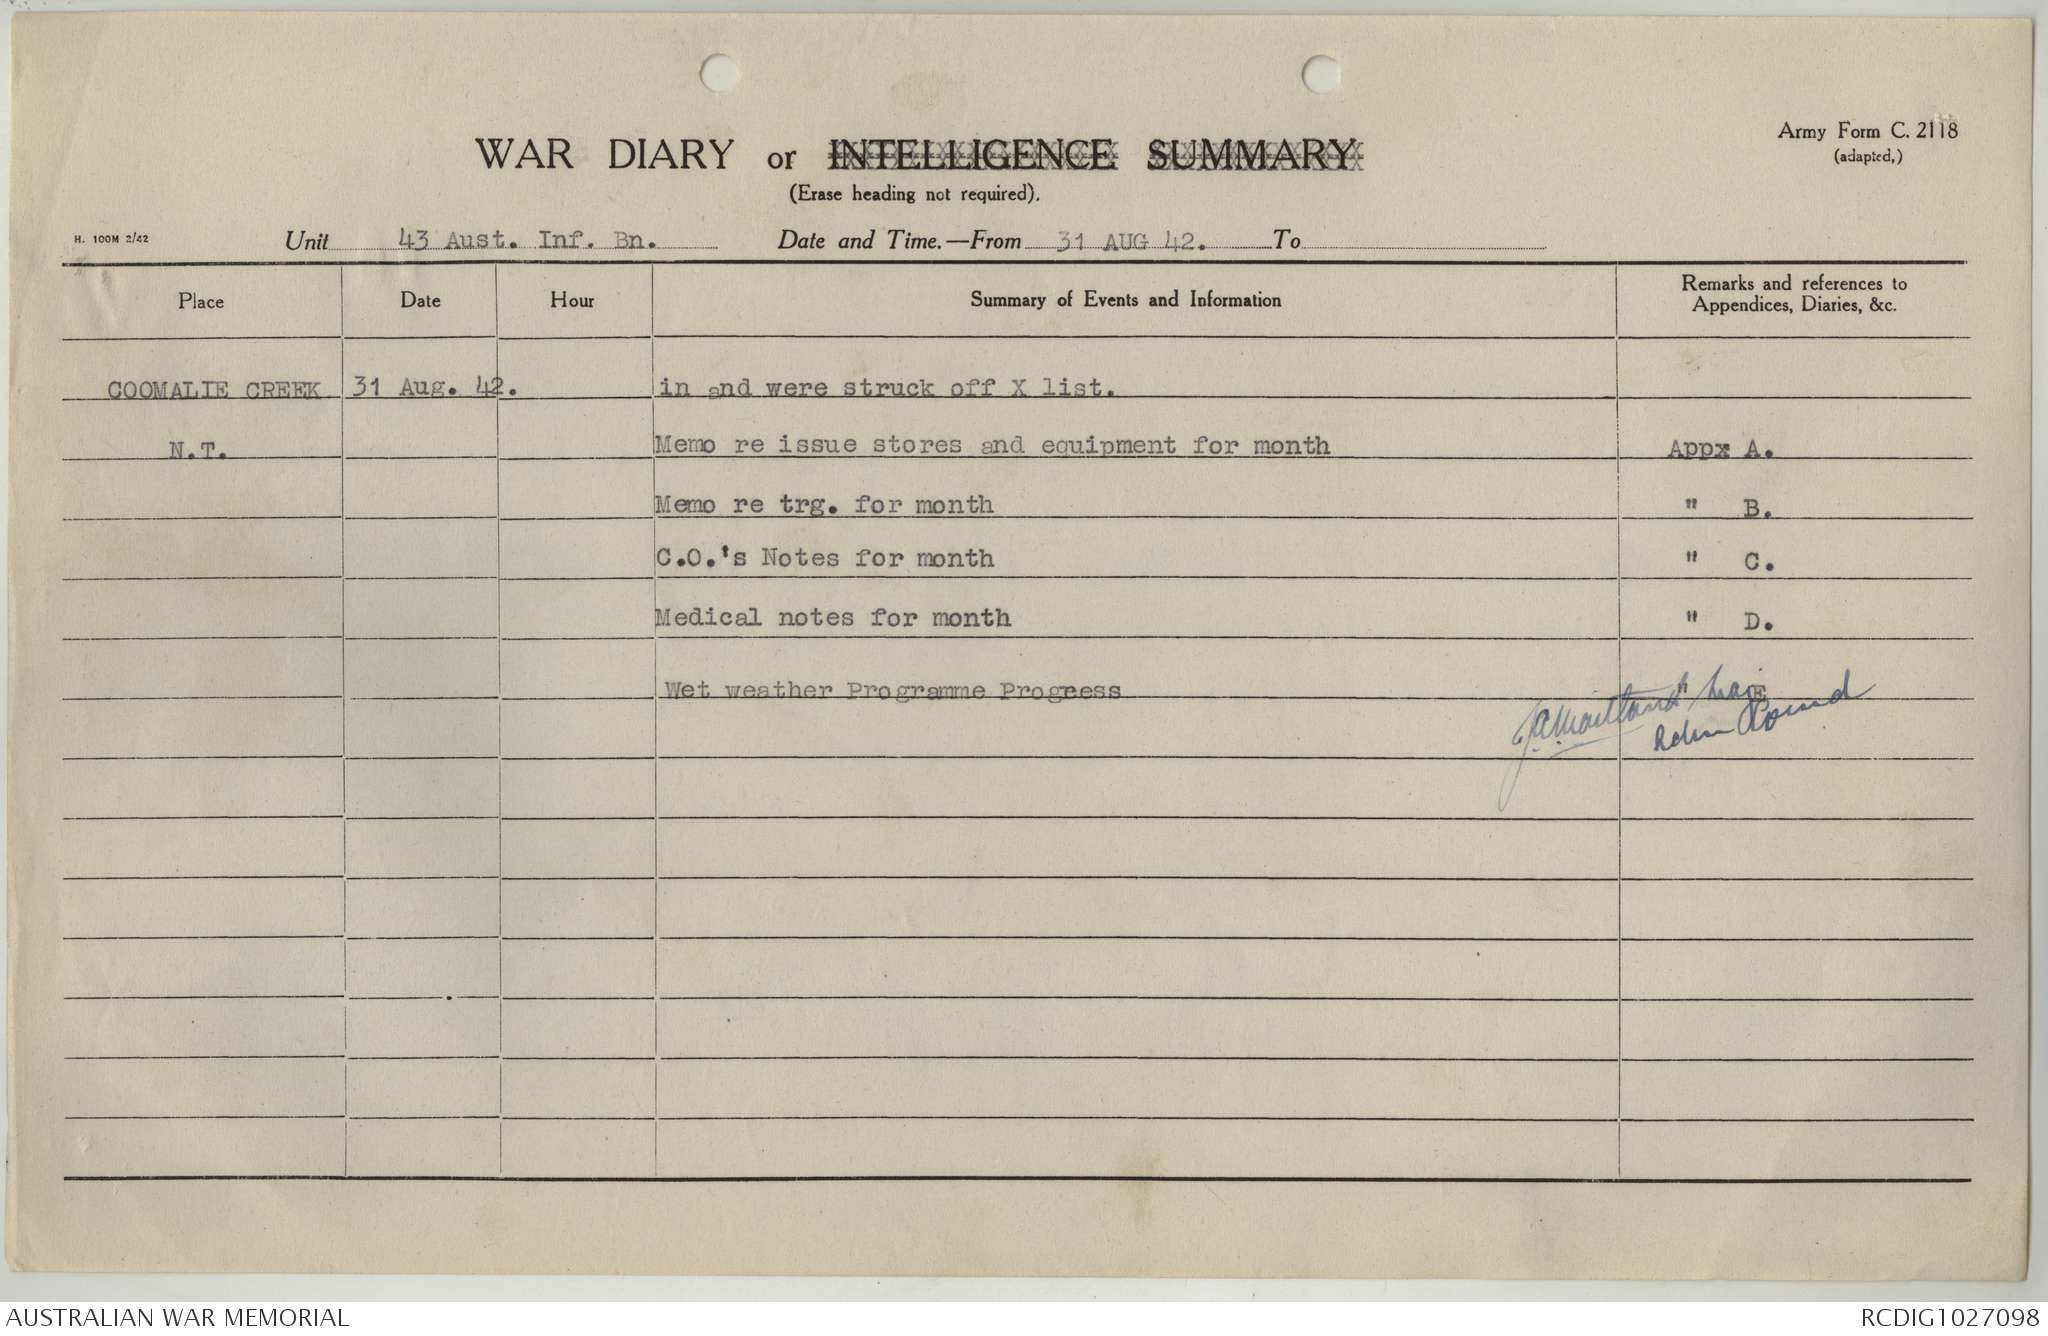 Army Form C. 2118
(adapted,)
WAR DIARY or INTELLIGENCE SUMMARY
(Erase heading not required).
H. 100M 2/42
Unit 43 Aust. Inf. Bn. Date and Time.—From 31 AUG 42. To
Place Date Hour Summary of Events and Information Remarks and references to Appendices, Diaries, &c.
COOMALIE CREEK 31 Aug. 42. in and were struck off X list.
N.T. Memo re issue stores and equipment for month Appx A.
Memo re trg. for month " B.
C.O.'s Notes for month " C.
Medical notes for month " D.
Wet weather Programme Progress E
AUSTRALIAN WAR MEMORIAL RCDIG1027098